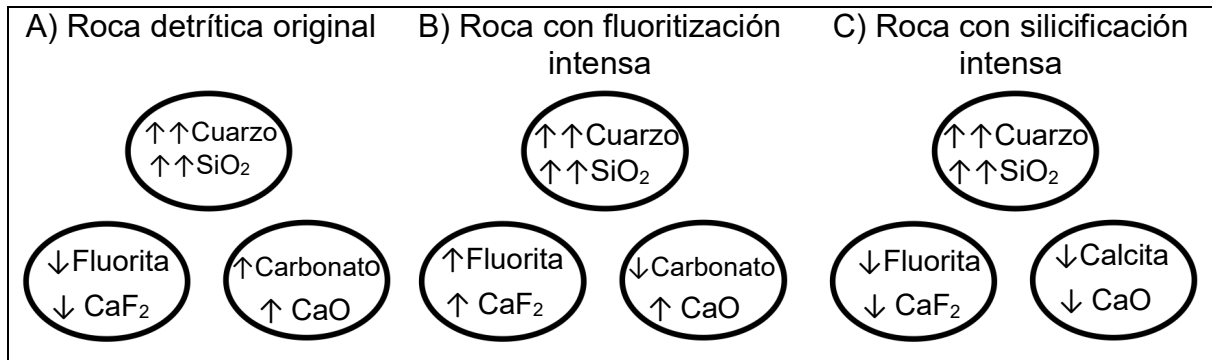 A) Roca detrítica original
B) Roca con fluoritización
intensa
C) Roca con silicificación
intensa
↑↑Cuarzo
↑↑SiO₂
↓Fluorita
↓ CaF₂
↑Carbonato
↑ CaO
↑↑Cuarzo
↑↑SiO₂
↑Fluorita
↑ CaF₂
↓Carbonato
↑ CaO
↑↑Cuarzo
↑↑SiO₂
↓Fluorita
↓ CaF₂
↓Calcita
↓ CaO